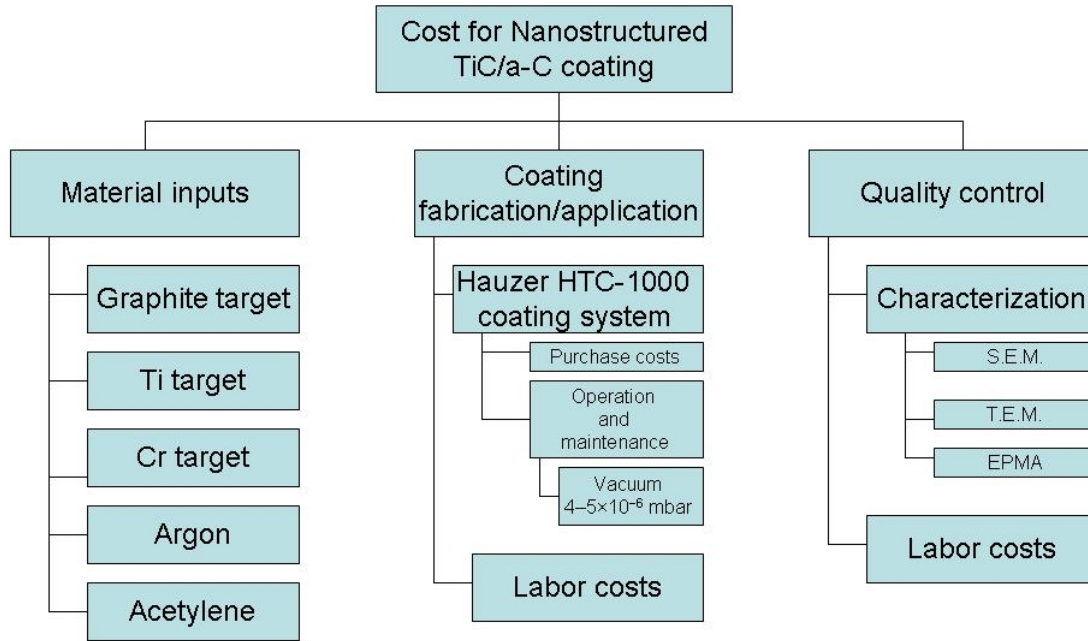 Cost for Nanostructured
TiC/a-C coating
Material inputs
Graphite target
Ti target
Cr target
Argon
Acetylene
Coating
fabrication/application
Hauzer HTC-1000
coating system
Purchase costs
Operation
and
maintenance
Vacuum
4–5×10⁻⁶ mbar
Labor costs
Quality control
Characterization
S.E.M.
T.E.M.
EPMA
Labor costs